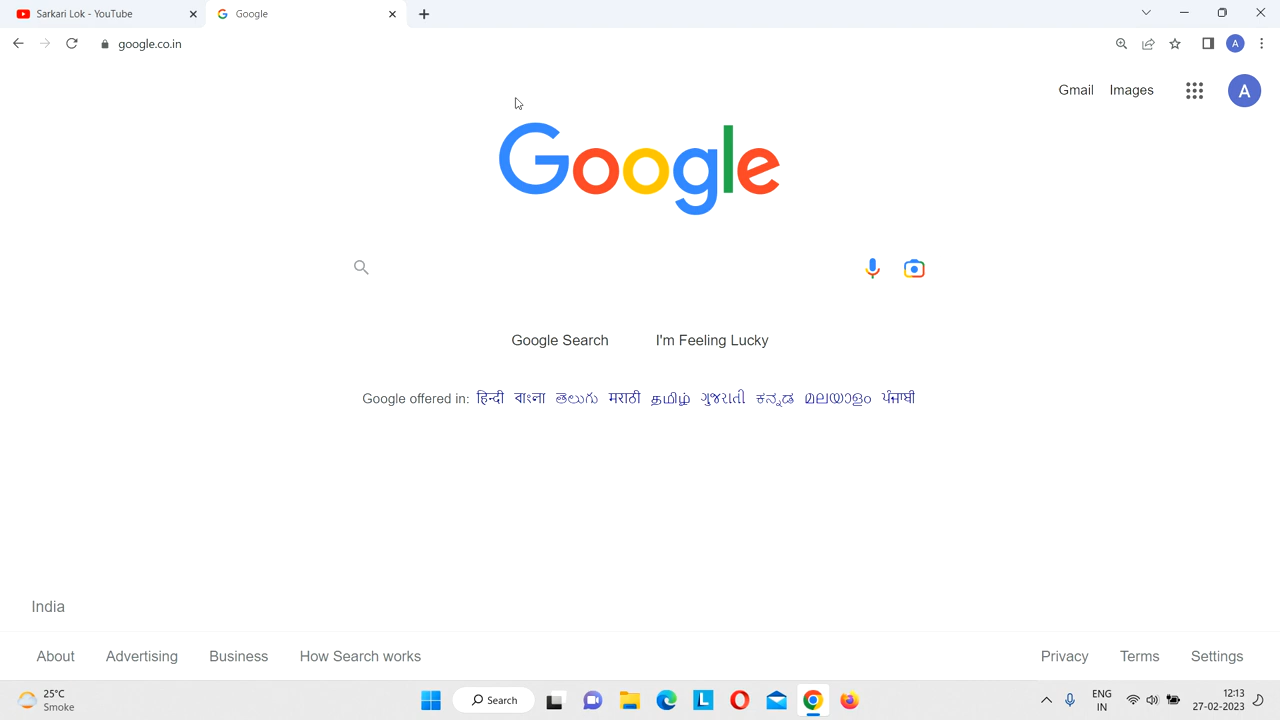 Sarkari Lok - YouTube
Google
google.co.in
A
Gmail Images
A
Google
Google Search I'm Feeling Lucky
Google offered in: हिन्दी বাংলা తెలుగు मराठी தமிழ் ગુજરાતી ಕನ್ನಡ മലയാളം ਪੰਜਾਬੀ
India
About Advertising Business How Search works Privacy Terms Settings
25°C
Smoke
Search
L
ENG
IN
12:13
27-02-2023